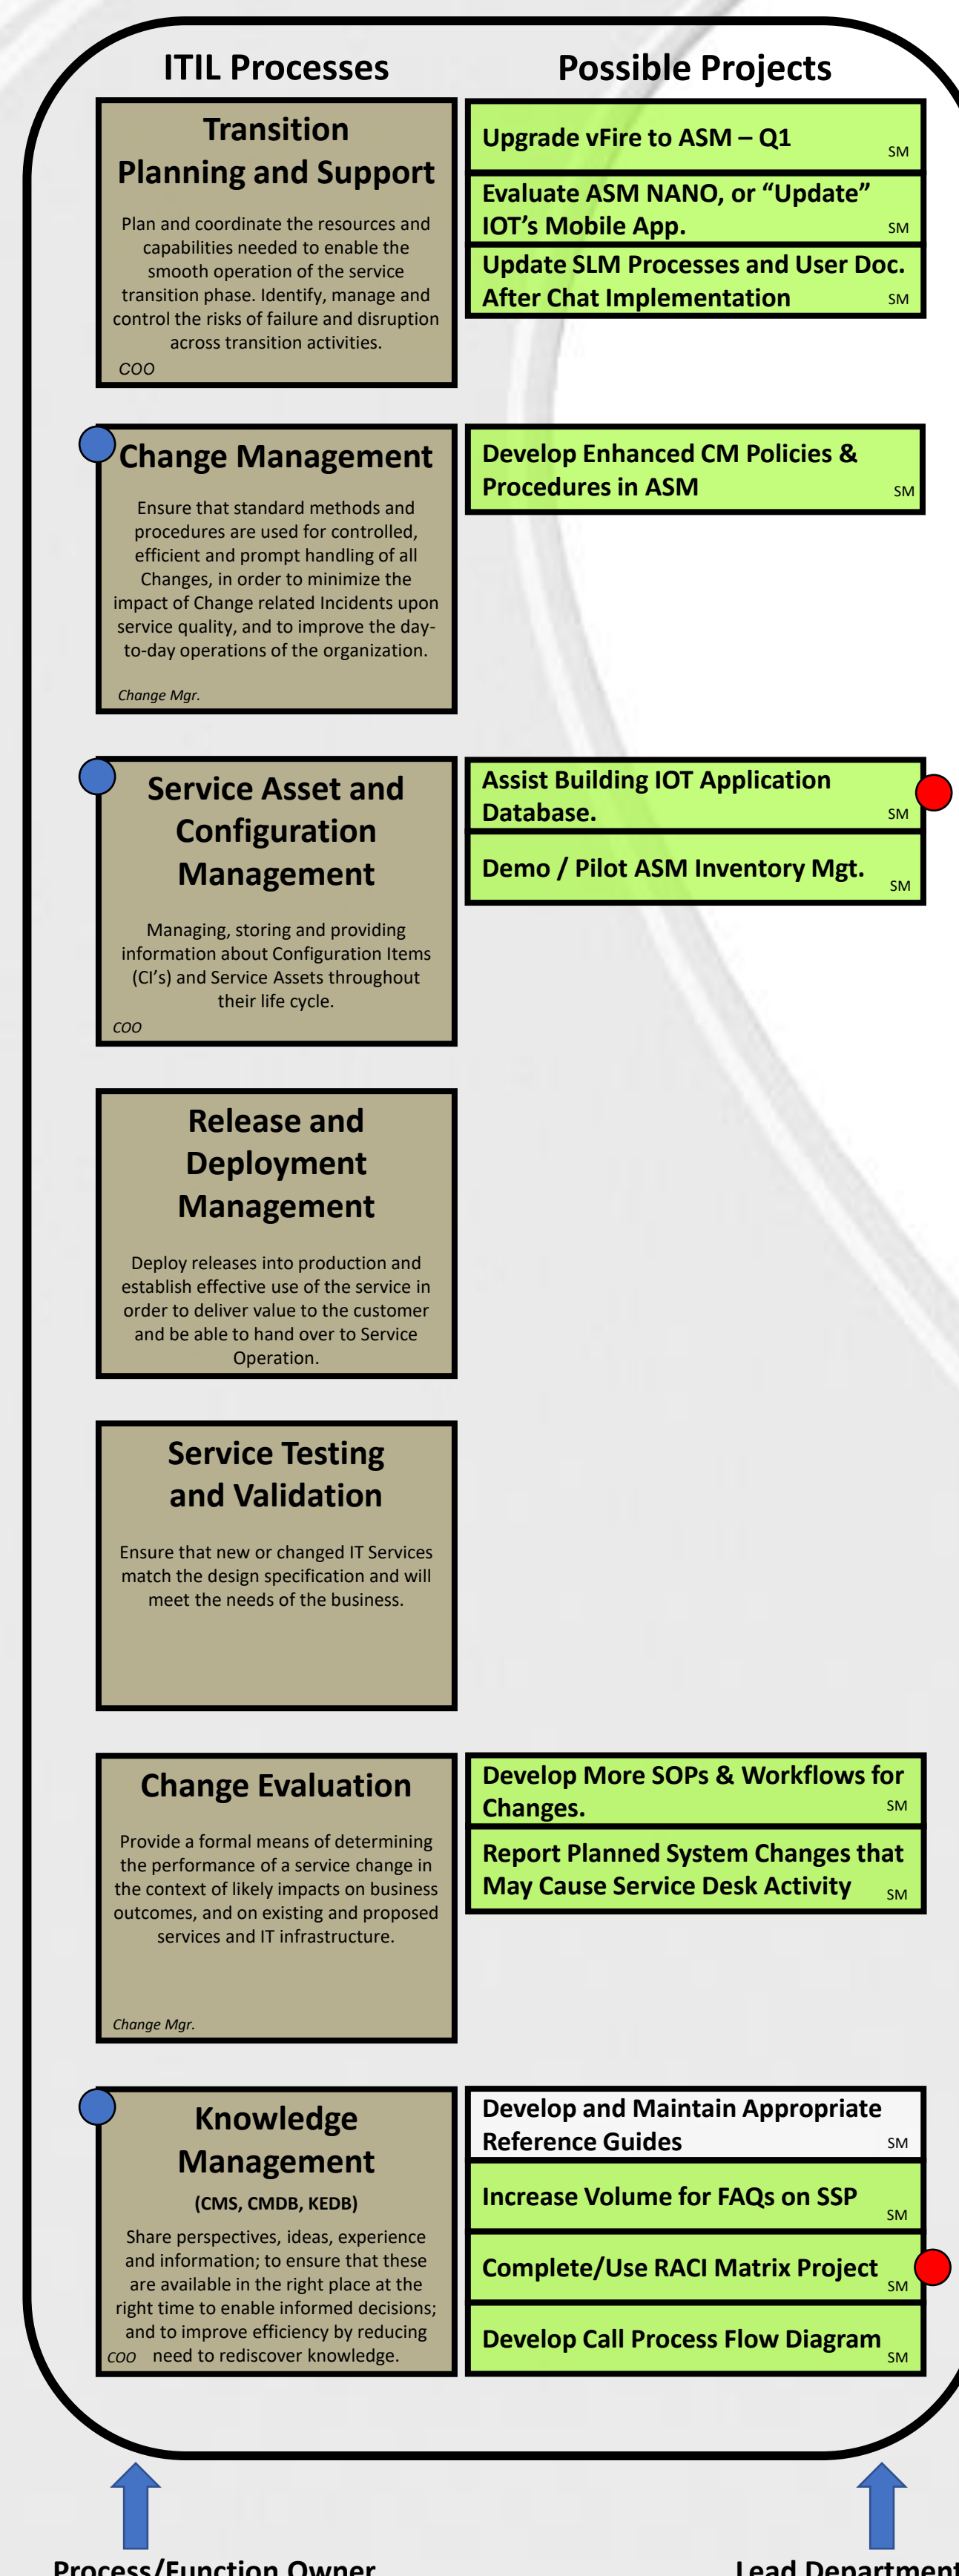 ITIL Processes
Possible Projects
Transition
Planning and Support
Plan and coordinate the resources and
capabilities needed to enable the
smooth operation of the service
transition phase. Identify, manage and
control the risks of failure and disruption
across transition activities.
COO
Upgrade vFire to ASM – Q1
SM
Evaluate ASM NANO, or “Update”
IOT’s Mobile App.
SM
Update SLM Processes and User Doc.
After Chat Implementation
SM
Change Management
Ensure that standard methods and
procedures are used for controlled,
efficient and prompt handling of all
Changes, in order to minimize the
impact of Change related Incidents upon
service quality, and to improve the day-
to-day operations of the organization.
Change Mgr.
Develop Enhanced CM Policies &
Procedures in ASM
SM
Service Asset and
Configuration
Management
Managing, storing and providing
information about Configuration Items
(CI’s) and Service Assets throughout
their life cycle.
COO
Assist Building IOT Application
Database.
SM
Demo / Pilot ASM Inventory Mgt.
SM
Release and
Deployment
Management
Deploy releases into production and
establish effective use of the service in
order to deliver value to the customer
and be able to hand over to Service
Operation.
Service Testing
and Validation
Ensure that new or changed IT Services
match the design specification and will
meet the needs of the business.
Change Evaluation
Provide a formal means of determining
the performance of a service change in
the context of likely impacts on business
outcomes, and on existing and proposed
services and IT infrastructure.
Change Mgr.
Develop More SOPs & Workflows for
Changes.
SM
Report Planned System Changes that
May Cause Service Desk Activity
SM
Knowledge
Management
(CMS, CMDB, KEDB)
Share perspectives, ideas, experience
and information; to ensure that these
are available in the right place at the
right time to enable informed decisions;
and to improve efficiency by reducing
need to rediscover knowledge.
COO
Develop and Maintain Appropriate
Reference Guides
SM
Increase Volume for FAQs on SSP
SM
Complete/Use RACI Matrix Project
SM
Develop Call Process Flow Diagram
SM
Process/Function Owner
Lead Department